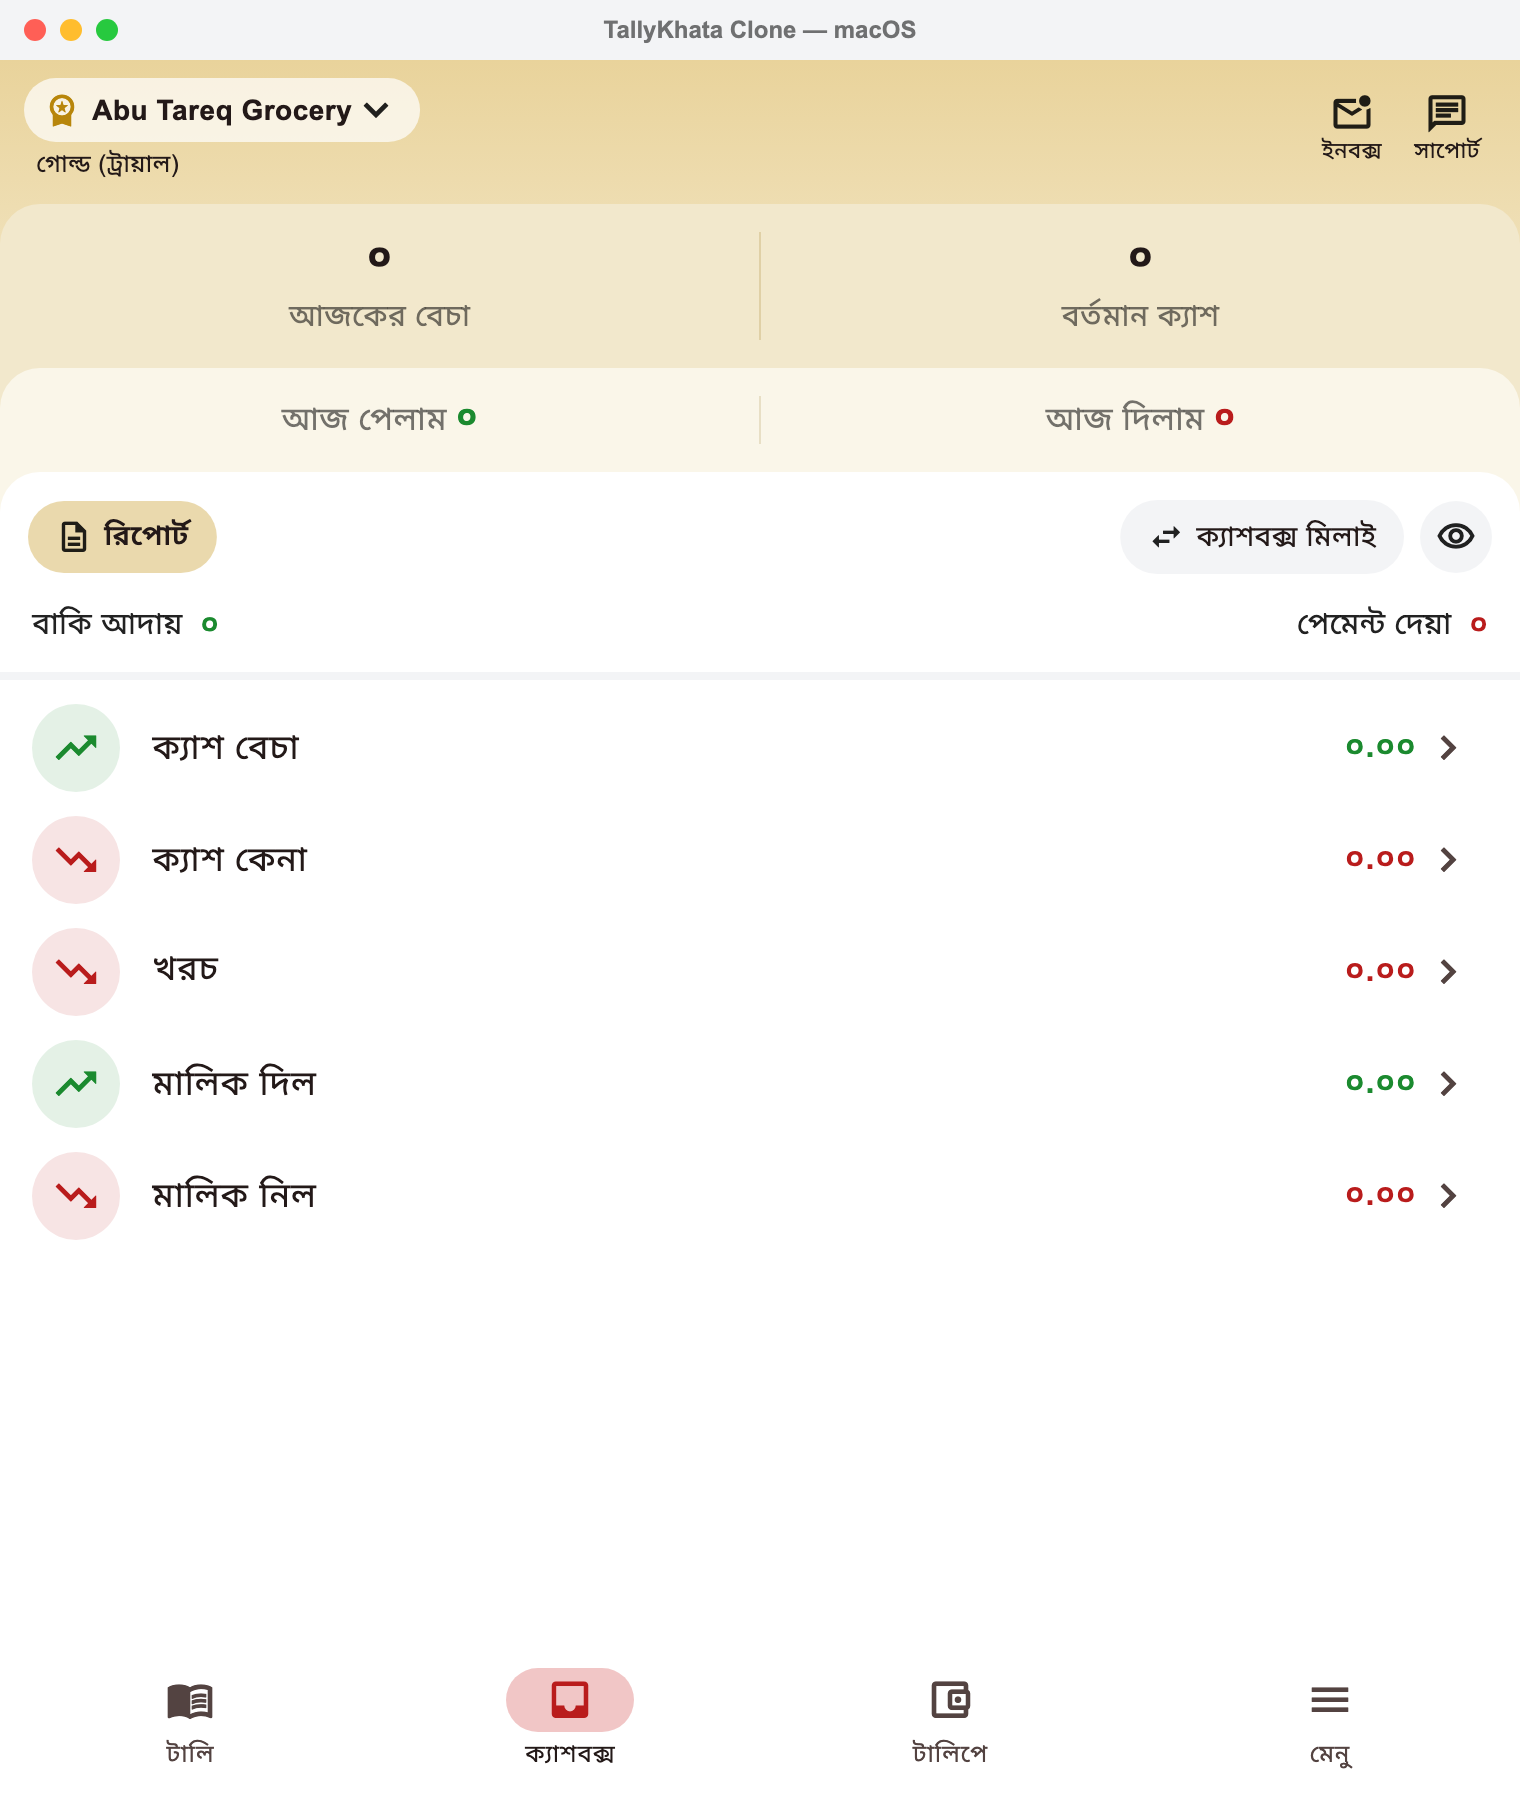 TallyKhata Clone — macOS
Abu Tareq Grocery
গোল্ড (ট্রায়াল)
ইনবক্স
সাপোর্ট
০
০
আজকের বেচা
বর্তমান ক্যাশ
আজ পেলাম ০
আজ দিলাম ০
রিপোর্ট
ক্যাশবক্স মিলাই
বাকি আদায় ০
পেমেন্ট দেয়া ০
ক্যাশ বেচা ০.০০
ক্যাশ কেনা ০.০০
খরচ ০.০০
মালিক দিল ০.০০
মালিক নিল ০.০০
টালি
ক্যাশবক্স
টালিপে
মেনু